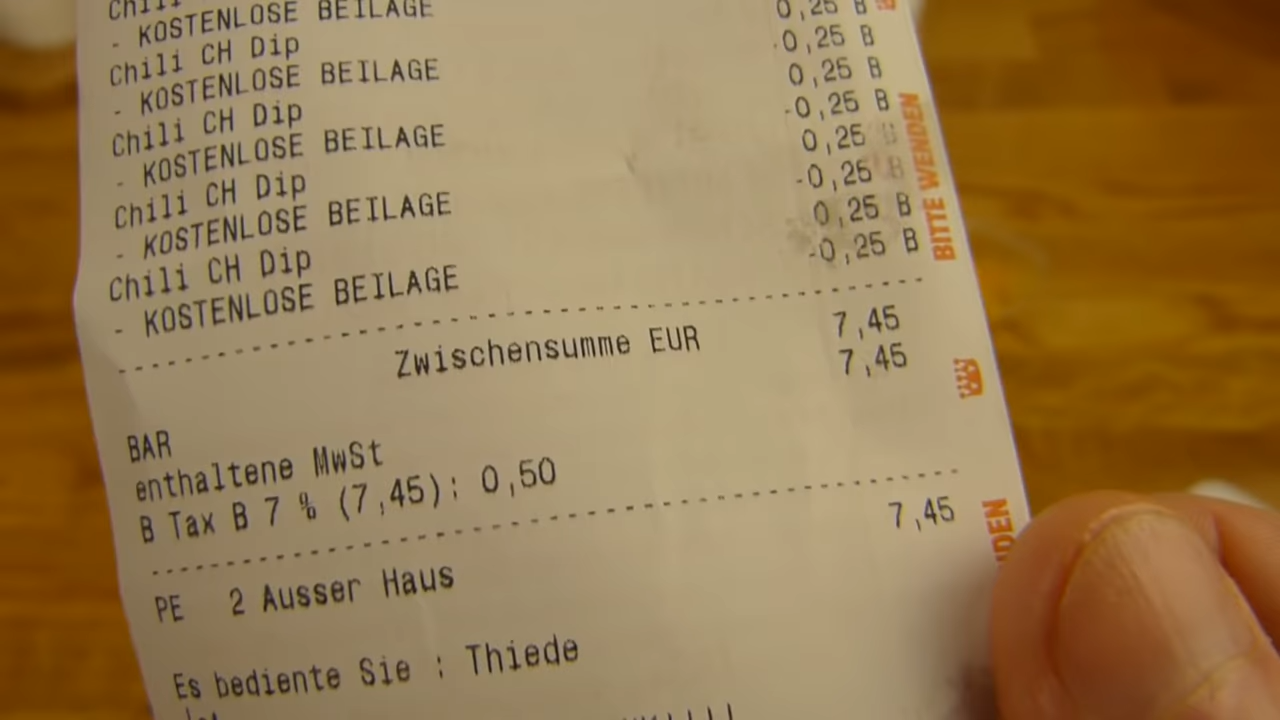 Chili
- KOSTENLOSE BEILAGE
Chili CH Dip 0,25 B
- KOSTENLOSE BEILAGE -0,25 B
Chili CH Dip 0,25 B
- KOSTENLOSE BEILAGE -0,25 B
Chili CH Dip 0,25 B
- KOSTENLOSE BEILAGE -0,25 B
Chili CH Dip 0,25 B
- KOSTENLOSE BEILAGE -0,25 B
Zwischensumme EUR 7,45
BAR 7,45
enthaltene MwSt
B Tax B 7 % (7,45): 0,50
PE 2 Ausser Haus 7,45
Es bediente Sie : Thiede
BITTE WENDEN
DEN